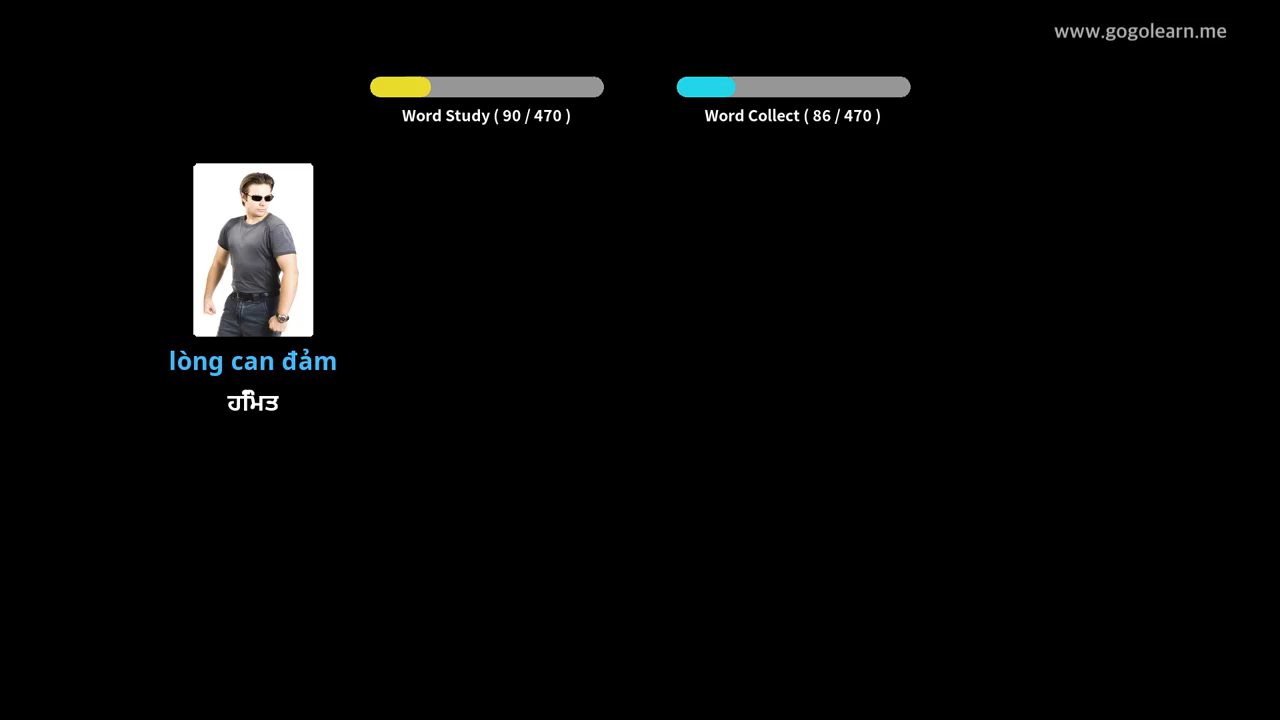 www.gogolearn.me
Word Study ( 90 / 470 )
Word Collect ( 86 / 470 )
lòng can đảm
ਹਿੰਮਤ